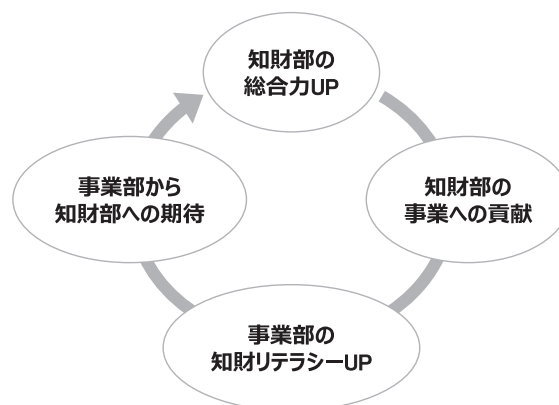 知財部の
総合力UP
知財部の
事業への貢献
事業部の
知財リテラシーUP
事業部から
知財部への期待